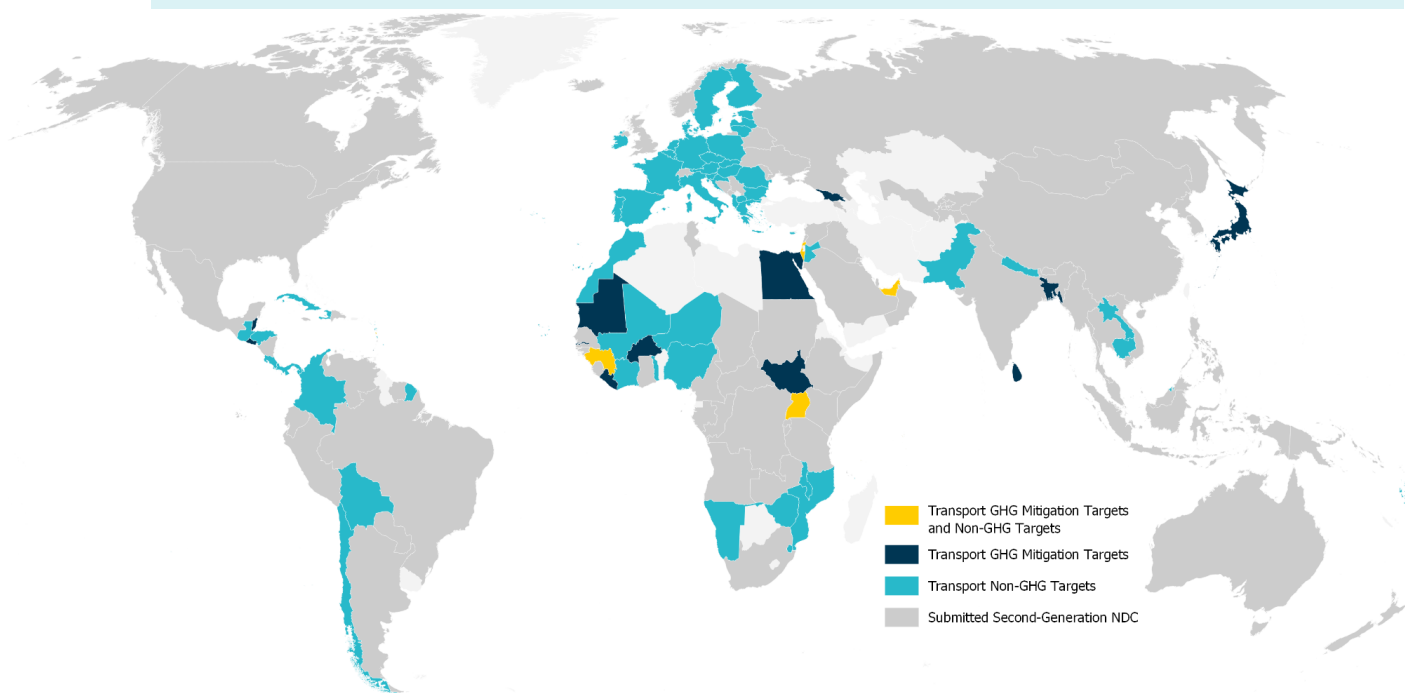 Transport GHG Mitigation Targets
and Non-GHG Targets
Transport GHG Mitigation Targets
Transport Non-GHG Targets
Submitted Second-Generation NDC